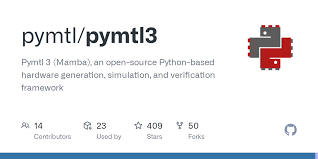 pymtl/pymtl3
Pymtl 3 (Mamba), an open-source Python-based
hardware generation, simulation, and verification
framework
14 23 409 50
Contributors Used by Stars Forks